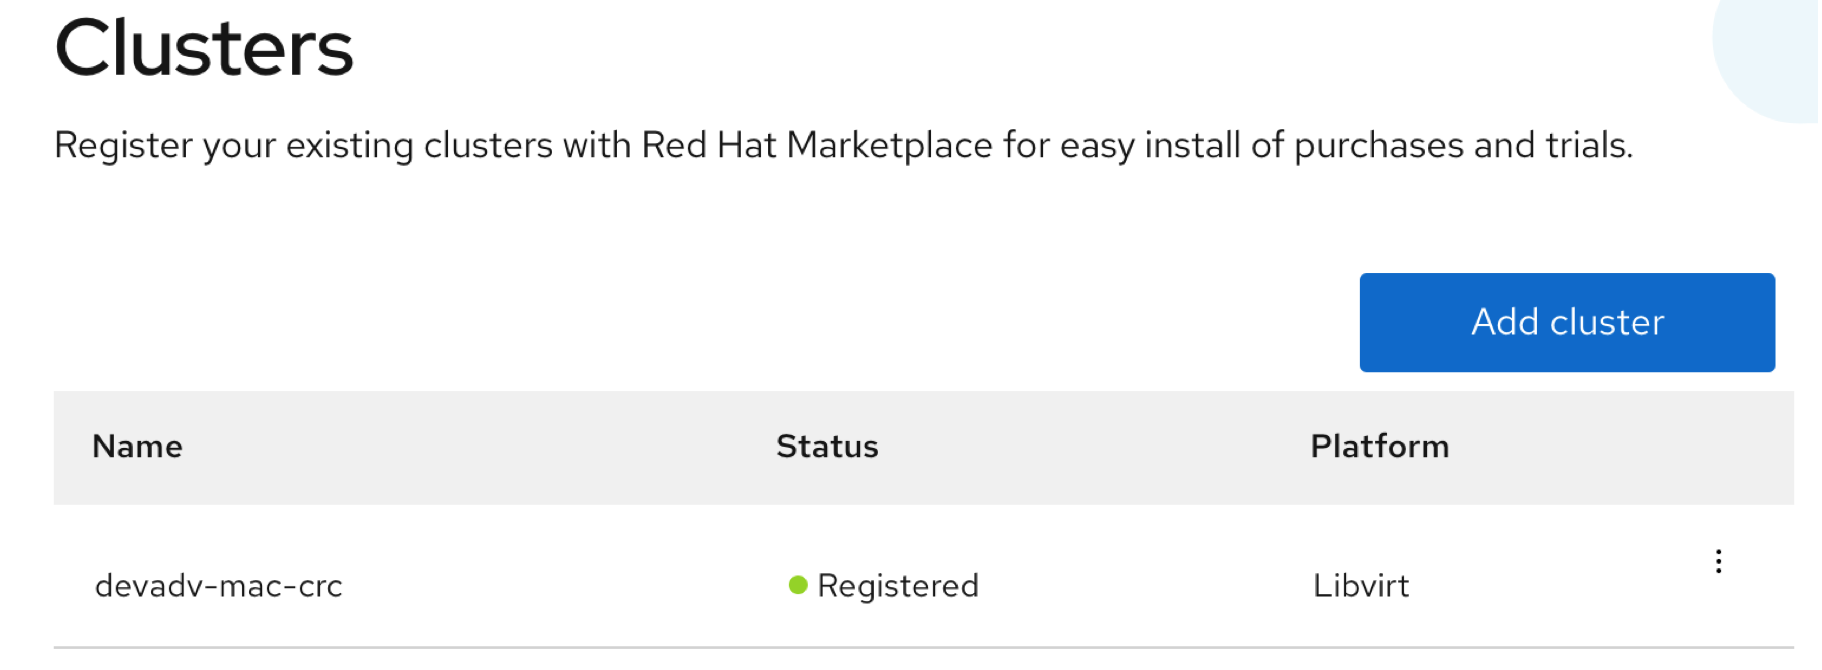 Clusters
Register your existing clusters with Red Hat Marketplace for easy install of purchases and trials.
Add cluster
Name Status Platform
devadv-mac-crc Registered Libvirt